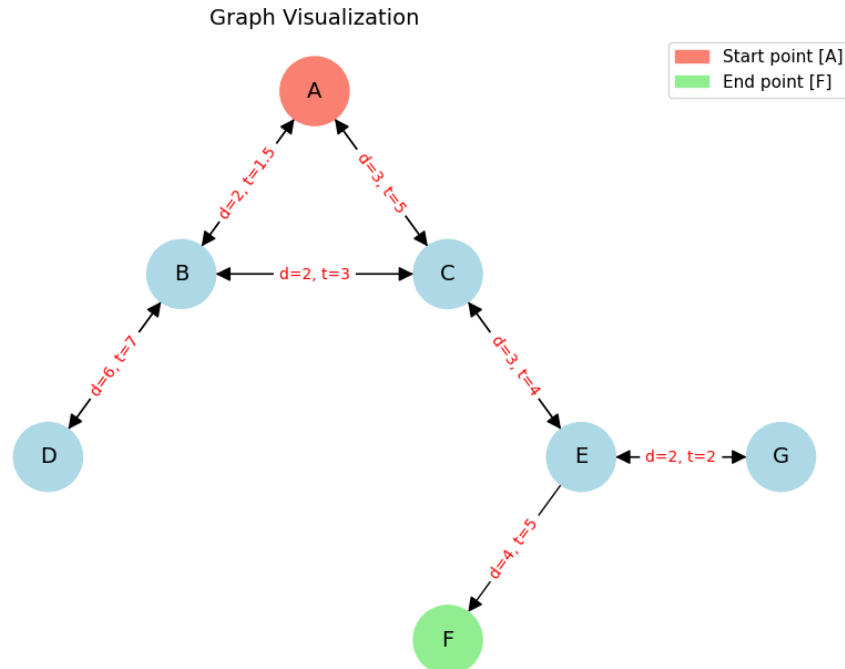 Graph Visualization
Start point [A]
End point [F]
A
d=2, t=1.5
d=3, t=5
B
d=2, t=3
C
d=6, t=7
d=3, t=4
D
E
d=2, t=2
G
d=4, t=5
F